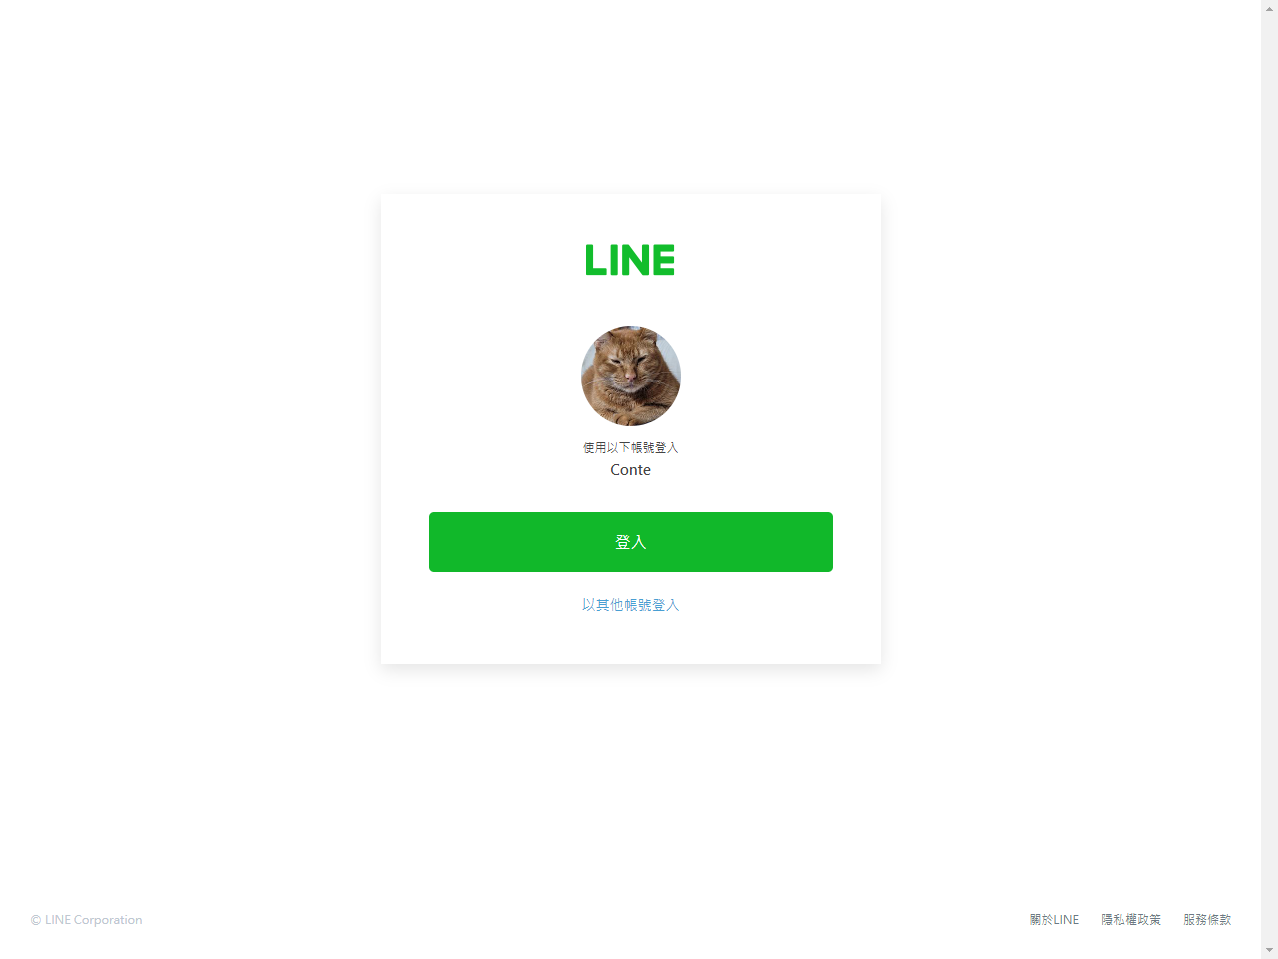 LINE
使用以下帳號登入
Conte
登入
以其他帳號登入
© LINE Corporation
關於LINE 隱私權政策 服務條款